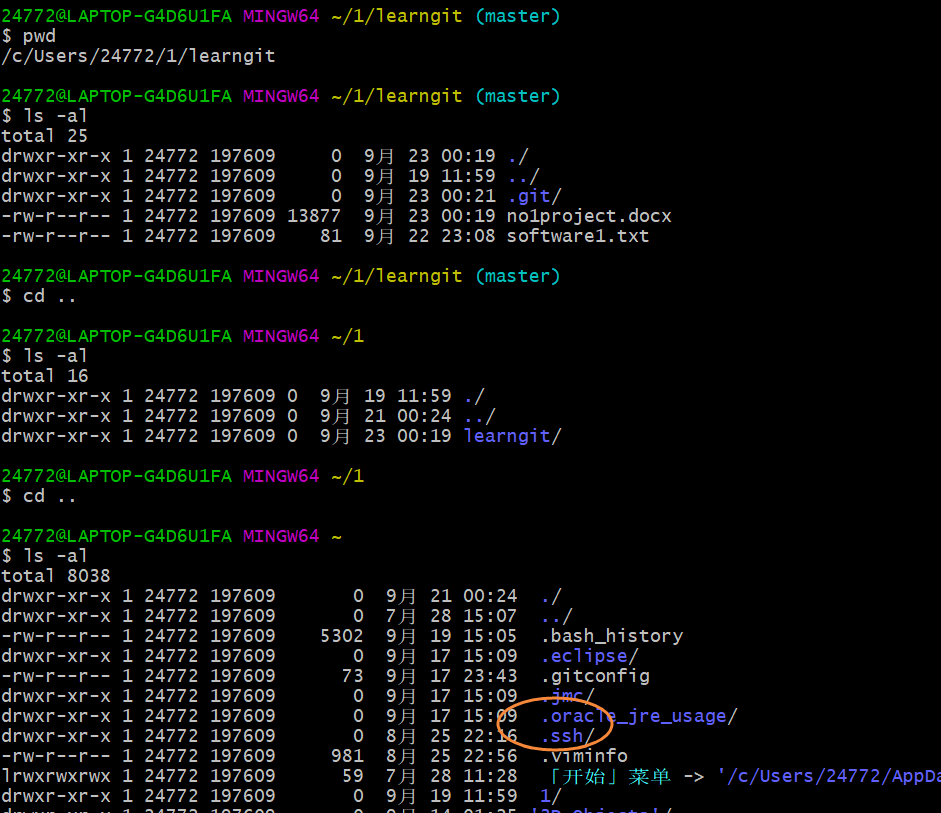 24772@LAPTOP-G4D6U1FA MINGW64 ~/1/learngit (master)
$ pwd
/c/Users/24772/1/learngit
24772@LAPTOP-G4D6U1FA MINGW64 ~/1/learngit (master)
$ ls -al
total 25
drwxr-xr-x 1 24772 197609     0  9月 23 00:19 ./
drwxr-xr-x 1 24772 197609     0  9月 19 11:59 ../
drwxr-xr-x 1 24772 197609     0  9月 23 00:21 .git/
-rw-r--r-- 1 24772 197609 13877  9月 23 00:19 no1project.docx
-rw-r--r-- 1 24772 197609    81  9月 22 23:08 software1.txt
24772@LAPTOP-G4D6U1FA MINGW64 ~/1/learngit (master)
$ cd ..
24772@LAPTOP-G4D6U1FA MINGW64 ~/1
$ ls -al
total 16
drwxr-xr-x 1 24772 197609 0  9月 19 11:59 ./
drwxr-xr-x 1 24772 197609 0  9月 21 00:24 ../
drwxr-xr-x 1 24772 197609 0  9月 23 00:19 learngit/
24772@LAPTOP-G4D6U1FA MINGW64 ~/1
$ cd ..
24772@LAPTOP-G4D6U1FA MINGW64 ~
$ ls -al
total 8038
drwxr-xr-x 1 24772 197609       0  9月 21 00:24  ./
drwxr-xr-x 1 24772 197609       0  7月 28 15:07  ../
-rw-r--r-- 1 24772 197609    5302  9月 19 15:05  .bash_history
drwxr-xr-x 1 24772 197609       0  9月 17 15:09  .eclipse/
-rw-r--r-- 1 24772 197609      73  9月 17 23:43  .gitconfig
drwxr-xr-x 1 24772 197609       0  9月 17 15:09  .jmc/
drwxr-xr-x 1 24772 197609       0  9月 17 15:09  .oracle_jre_usage/
drwxr-xr-x 1 24772 197609       0  8月 25 22:16  .ssh/
-rw-r--r-- 1 24772 197609     981  8月 25 22:56  .viminfo
lrwxrwxrwx 1 24772 197609      59  7月 28 11:28  「开始」菜单 -> '/c/Users/24772/AppDa
drwxr-xr-x 1 24772 197609       0  9月 19 11:59  1/